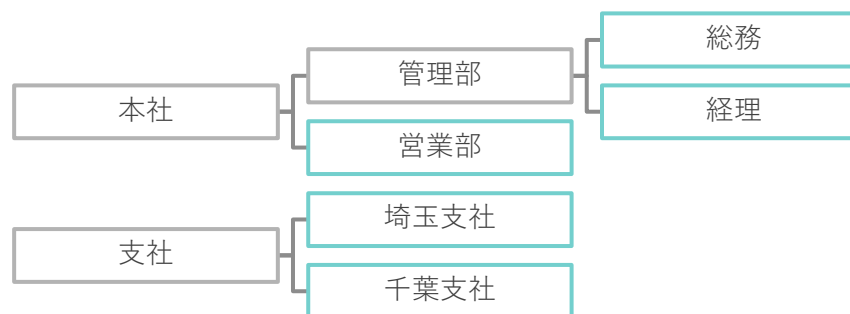 総務
管理部
本社
経理
営業部
埼玉支社
支社
千葉支社